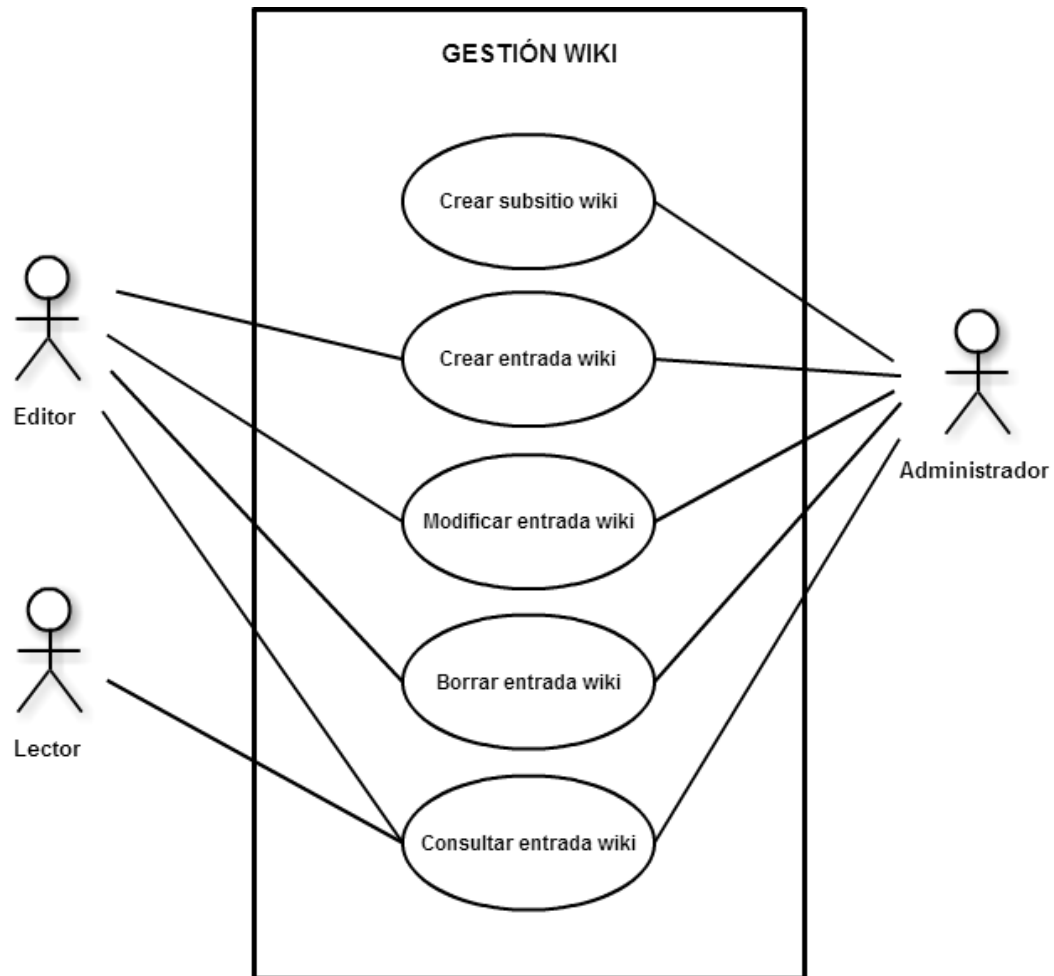 GESTIÓN WIKI
Crear subsitio wiki
Crear entrada wiki
Editor
Modificar entrada wiki
Administrador
Borrar entrada wiki
Lector
Consultar entrada wiki